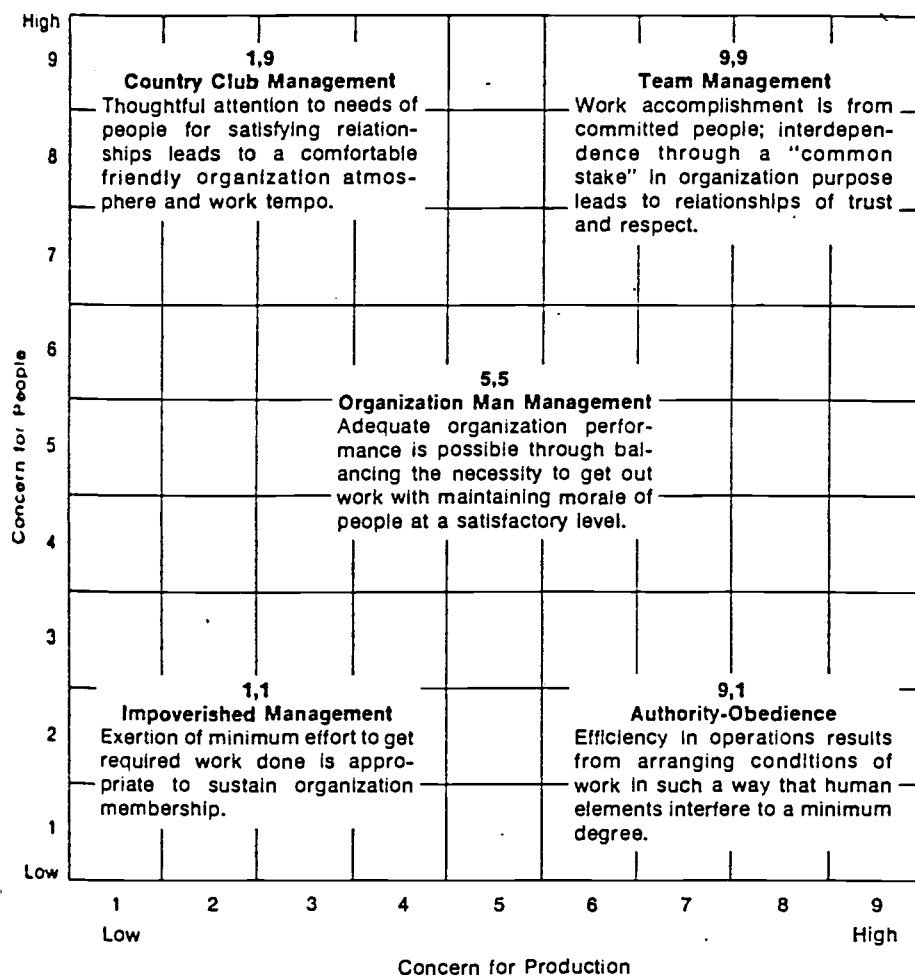 High
9
8
7
6
5
4
3
2
1
Low
Concern for People
1,9
Country Club Management
Thoughtful attention to needs of
people for satisfying relation-
ships leads to a comfortable
friendly organization atmos-
phere and work tempo.
9,9
Team Management
Work accomplishment is from
committed people; interdepen-
dence through a "common
stake" in organization purpose
leads to relationships of trust
and respect.
5,5
Organization Man Management
Adequate organization perfor-
mance is possible through bal-
ancing the necessity to get out
work with maintaining morale of
people at a satisfactory level.
1,1
Impoverished Management
Exertion of minimum effort to get
required work done is appro-
priate to sustain organization
membership.
9,1
Authority-Obedience
Efficiency in operations results
from arranging conditions of
work in such a way that human
elements interfere to a minimum
degree.
1 2 3 4 5 6 7 8 9
Low High
Concern for Production